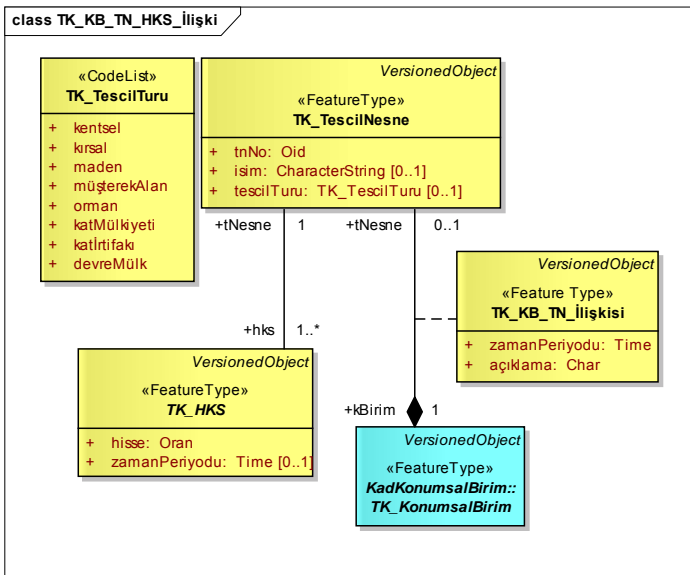 class TK_KB_TN_HKS_İlişki
«CodeList»
TK_TescilTuru
+ kentsel
+ kırsal
+ maden
+ müşterekAlan
+ orman
+ katMülkiyeti
+ katİrtifakı
+ devreMülk
VersionedObject
«FeatureType»
TK_TescilNesne
+ tnNo: Oid
+ isim: CharacterString [0..1]
+ tescilTuru: TK_TescilTuru [0..1]
+tNesne 1
+tNesne 0..1
VersionedObject
«Feature Type»
TK_KB_TN_İlişkisi
+ zamanPeriyodu: Time
+ açıklama: Char
+hks 1..*
VersionedObject
«FeatureType»
TK_HKS
+ hisse: Oran
+ zamanPeriyodu: Time [0..1]
+kBirim 1
VersionedObject
«FeatureType»
KadKonumsalBirim::
TK_KonumsalBirim